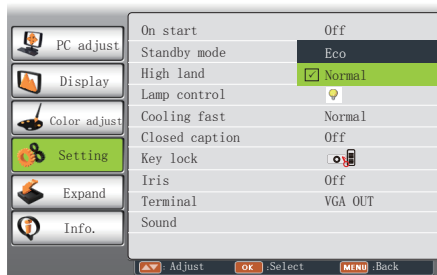 PC adjust
Display
Color adjust
Setting
Expand
Info.
On start Off
Standby mode Eco
High land Normal
Lamp control
Cooling fast Normal
Closed caption Off
Key lock
Iris Off
Terminal VGA OUT
Sound
: Adjust OK :Select MENU :Back